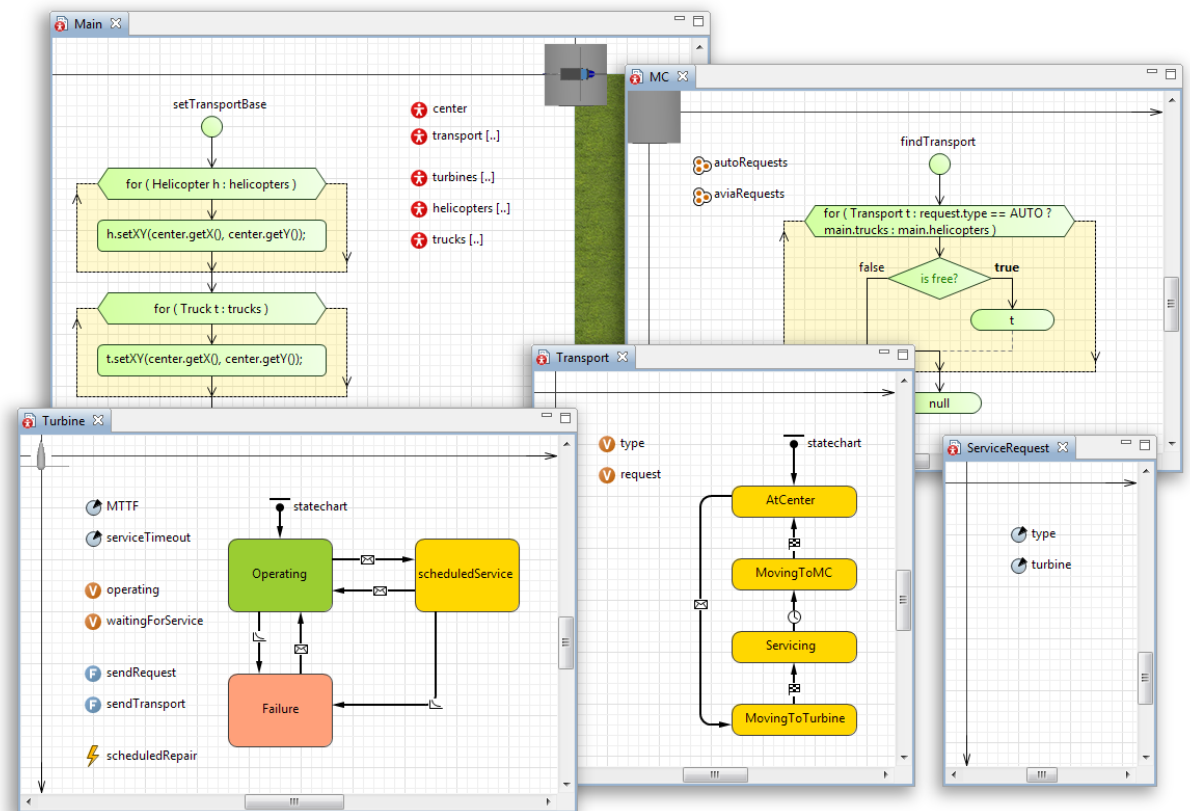 Main
setTransportBase
for ( Helicopter h : helicopters )
h.setXY(center.getX(), center.getY());
for ( Truck t : trucks )
t.setXY(center.getX(), center.getY());
center
transport [..]
turbines [..]
helicopters [..]
trucks [..]
MC
autoRequests
aviaRequests
findTransport
for ( Transport t : request.type == AUTO ?
main.trucks : main.helicopters )
false
true
is free?
t
null
Turbine
MTTF
serviceTimeout
V operating
V waitingForService
F sendRequest
F sendTransport
scheduledRepair
statechart
Operating
scheduledService
Failure
Transport
V type
V request
statechart
AtCenter
MovingToMC
Servicing
MovingToTurbine
ServiceRequest
type
turbine